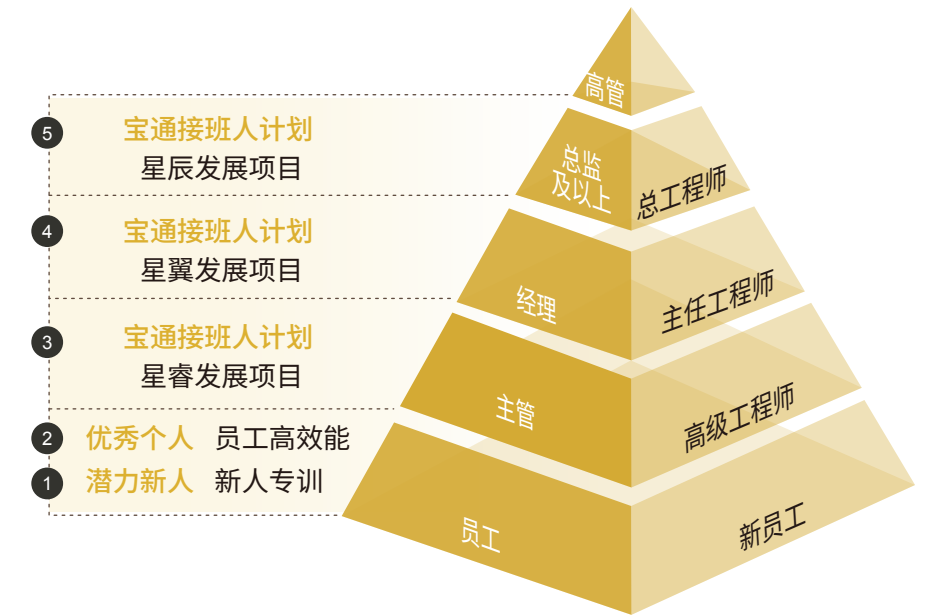 高管
5
宝通接班人计划
星辰发展项目
总监
及以上
总工程师
4
宝通接班人计划
星翼发展项目
经理
主任工程师
3
宝通接班人计划
星睿发展项目
主管
高级工程师
2
优秀个人 员工高效能
1
潜力新人 新人专训
员工
新员工